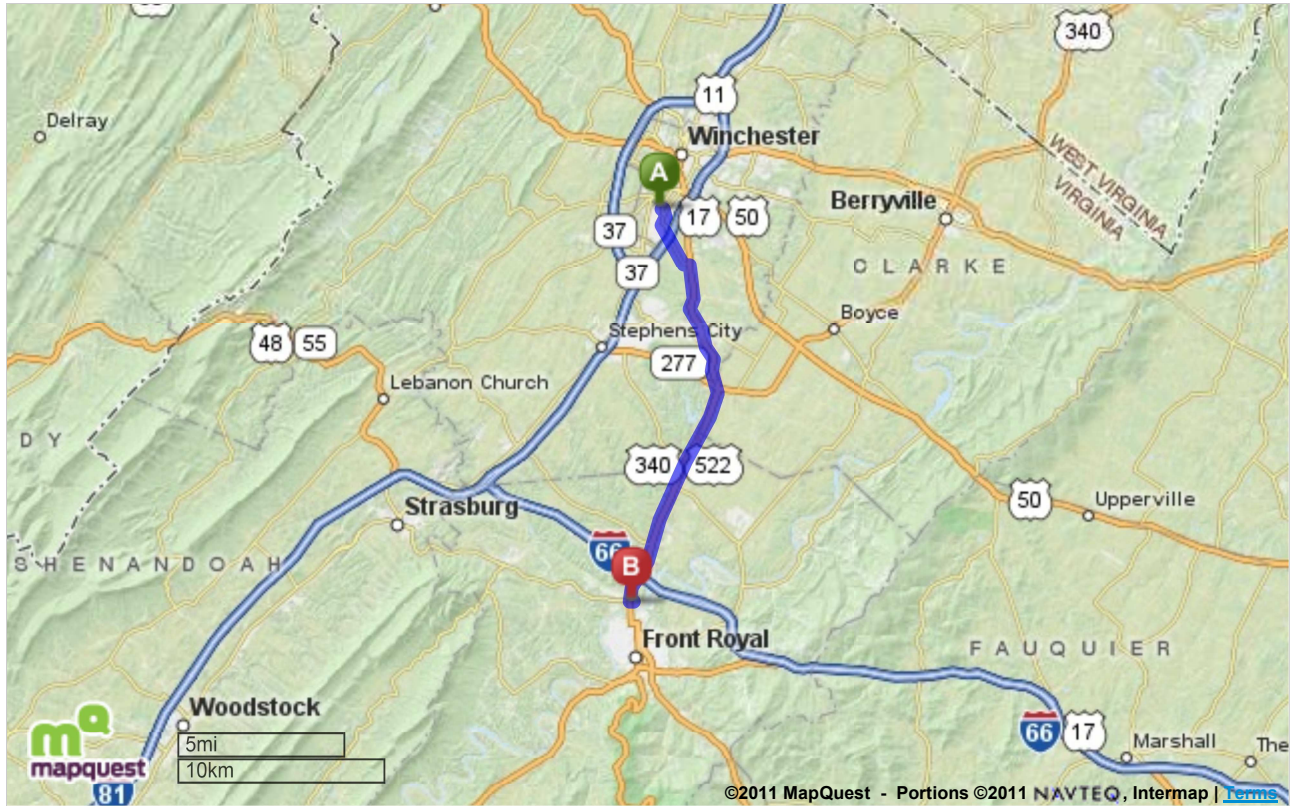 340
11
Delray
Winchester
A
WEST VIRGINIA
VIRGINIA
Berryville
17
50
37
CLARKE
37
Boyce
Stephens City
48
55
277
Lebanon Church
DY
340
522
50
Upperville
Strasburg
66
SHENANDOAH
B
Front Royal
FAUQUIER
Woodstock
5mi
66
17
Marshall
The
mapquest
10km
81
©2011 MapQuest - Portions ©2011 NAVTEQ, Intermap | Terms